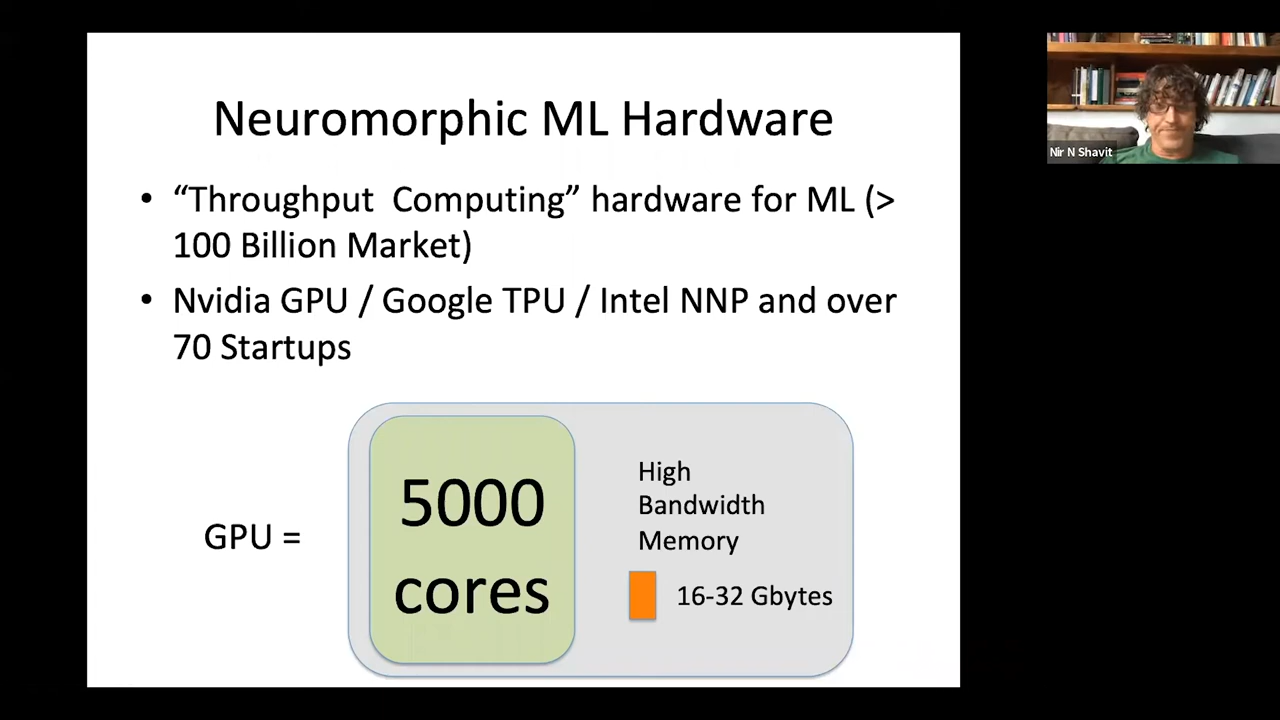 Neuromorphic ML Hardware
• “Throughput Computing” hardware for ML (>
100 Billion Market)
• Nvidia GPU / Google TPU / Intel NNP and over
70 Startups
GPU =
5000
cores
High
Bandwidth
Memory
16-32 Gbytes
Nir N Shavit